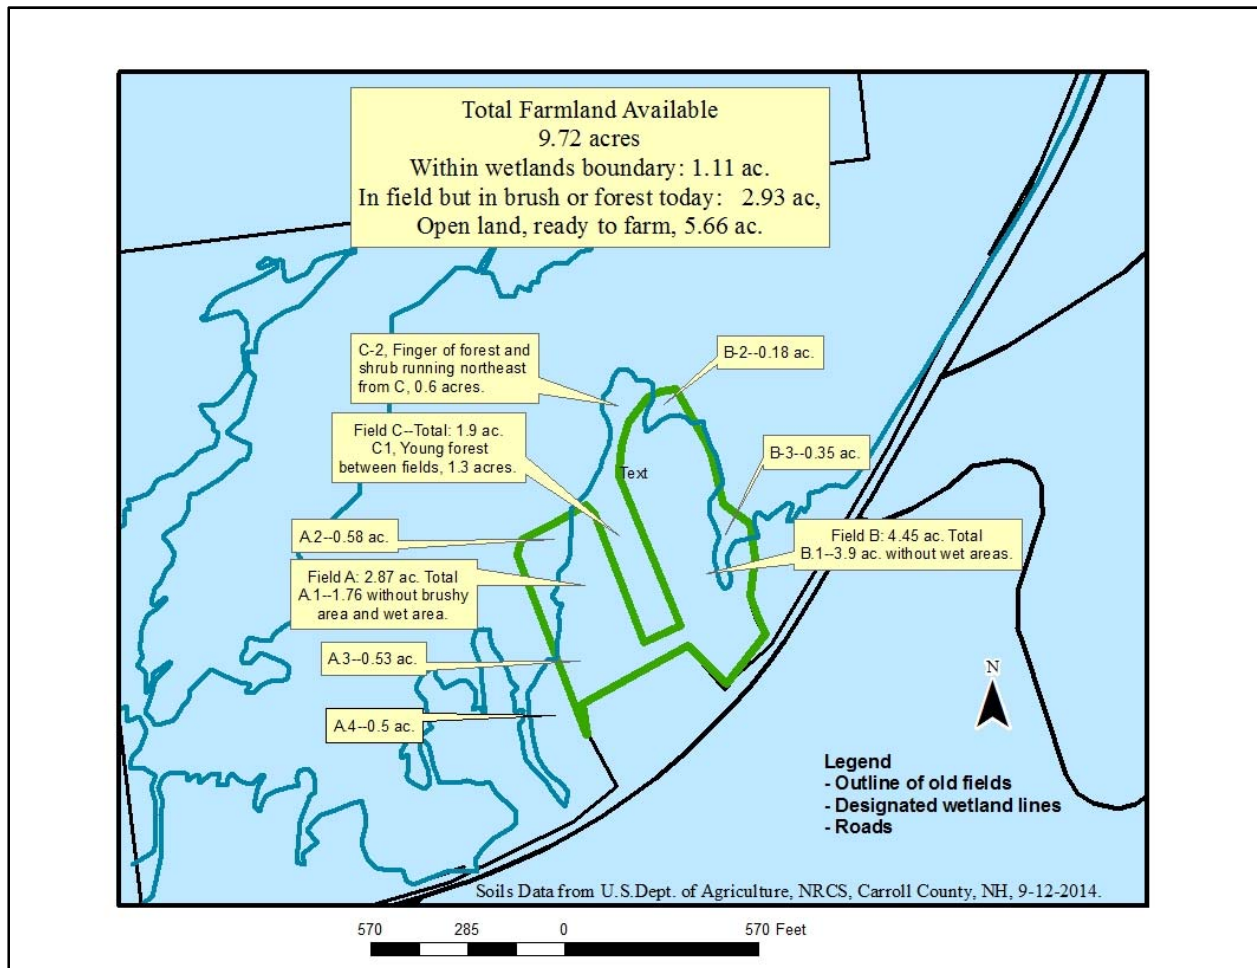 Total Farmland Available
9.72 acres
Within wetlands boundary: 1.11 ac.
In field but in brush or forest today: 2.93 ac,
Open land, ready to farm, 5.66 ac.
C-2, Finger of forest and
shrub running northeast
from C, 0.6 acres.
B-2--0.18 ac.
Field C--Total: 1.9 ac.
C1, Young forest
between fields, 1.3 acres.
Text
B-3--0.35 ac.
A.2--0.58 ac.
Field B: 4.45 ac. Total
B.1--3.9 ac. without wet areas.
Field A: 2.87 ac. Total
A.1--1.76 without brushy
area and wet area.
A.3--0.53 ac.
A.4--0.5 ac.
N
Legend
- Outline of old fields
- Designated wetland lines
- Roads
Soils Data from U.S.Dept. of Agriculture, NRCS, Carroll County, NH, 9-12-2014.
570 285 0 570 Feet